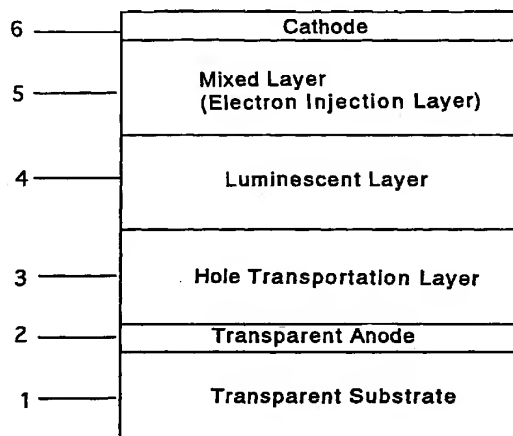 6 Cathode
5 Mixed Layer
(Electron Injection Layer)
4 Luminescent Layer
3 Hole Transportation Layer
2 Transparent Anode
1 Transparent Substrate